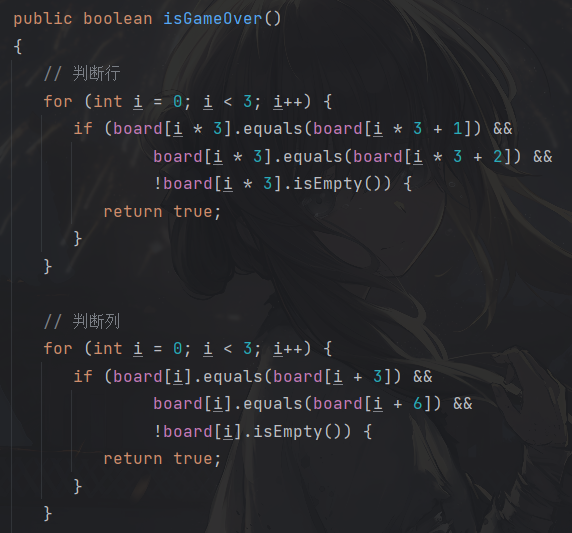 public boolean isGameOver()
{
// 判断行
for (int i = 0; i < 3; i++) {
if (board[i * 3].equals(board[i * 3 + 1]) &&
board[i * 3].equals(board[i * 3 + 2]) &&
!board[i * 3].isEmpty()) {
return true;
}
}
// 判断列
for (int i = 0; i < 3; i++) {
if (board[i].equals(board[i + 3]) &&
board[i].equals(board[i + 6]) &&
!board[i].isEmpty()) {
return true;
}
}